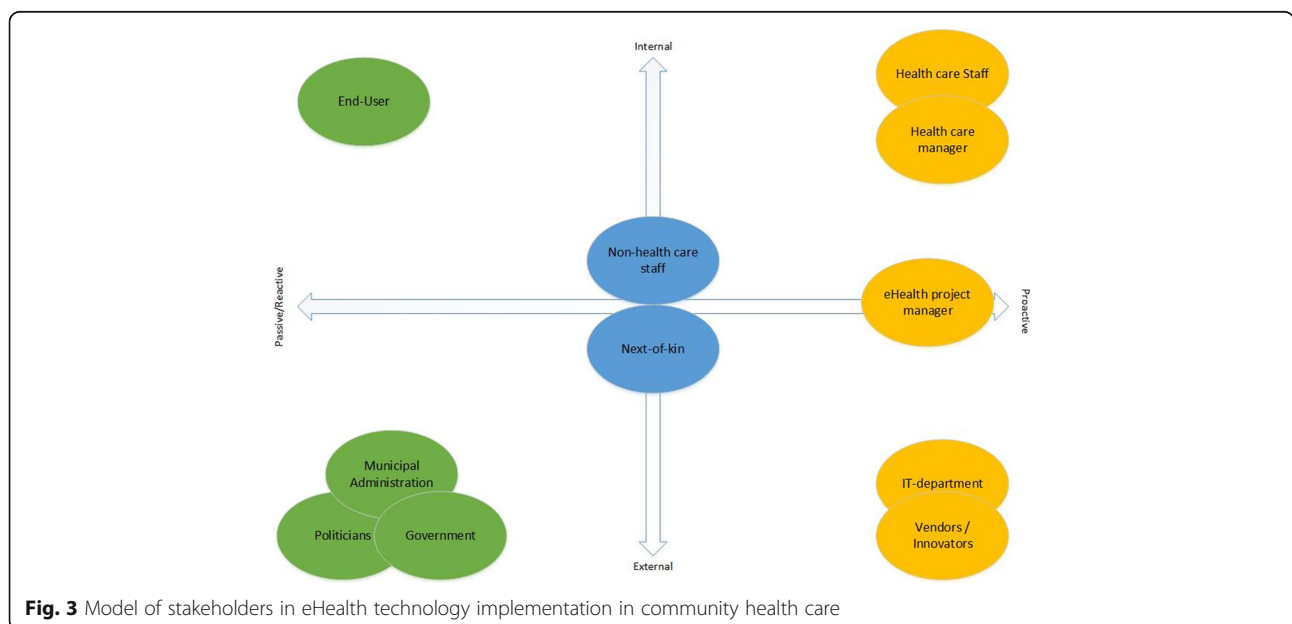 Internal
End-User
Health care Staff
Health care
manager
Non-health care
staff
Passive/Reactive
eHealth project
manager
Proactive
Next-of-kin
Municipal
Administration
Politicians
Government
IT-department
Vendors /
Innovators
External
Fig. 3 Model of stakeholders in eHealth technology implementation in community health care